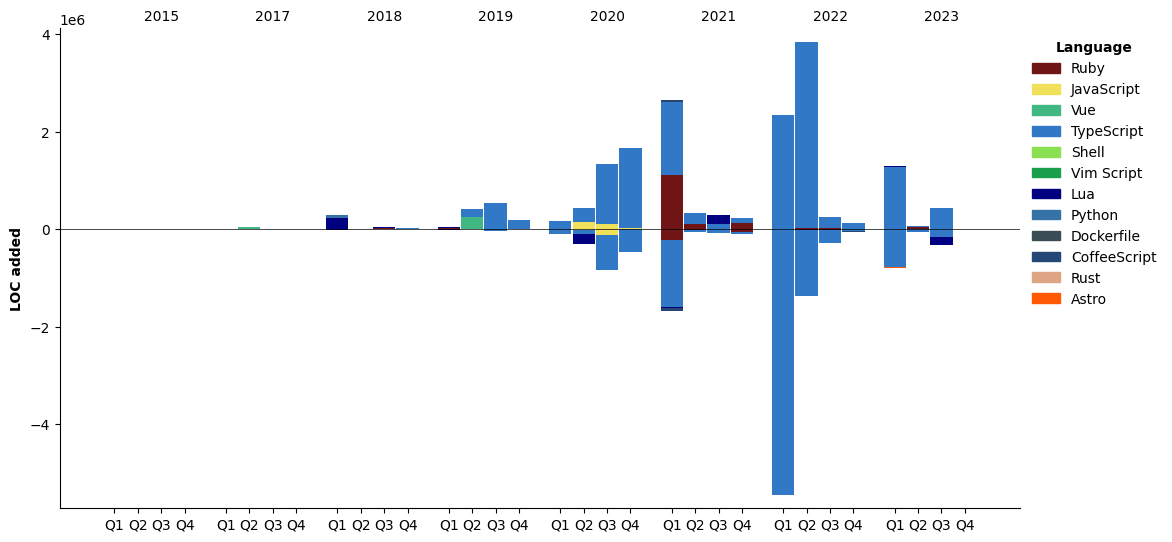 1e6
2015 2017 2018 2019 2020 2021 2022 2023
4
2
0
−2
−4
LOC added
Q1 Q2 Q3 Q4 Q1 Q2 Q3 Q4 Q1 Q2 Q3 Q4 Q1 Q2 Q3 Q4 Q1 Q2 Q3 Q4 Q1 Q2 Q3 Q4 Q1 Q2 Q3 Q4 Q1 Q2 Q3 Q4
Language
Ruby
JavaScript
Vue
TypeScript
Shell
Vim Script
Lua
Python
Dockerfile
CoffeeScript
Rust
Astro